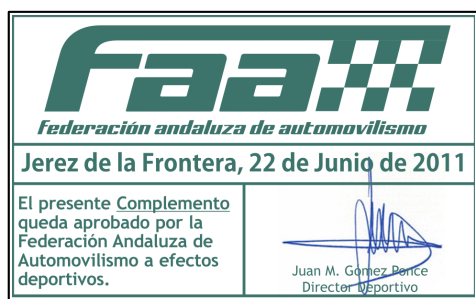 faa
federación andaluza de automovilismo
Jerez de la Frontera, 22 de Junio de 2011
El presente Complemento
queda aprobado por la
Federación Andaluza de
Automovilismo a efectos
deportivos.
Juan M. Gómez Ponce
Director Deportivo